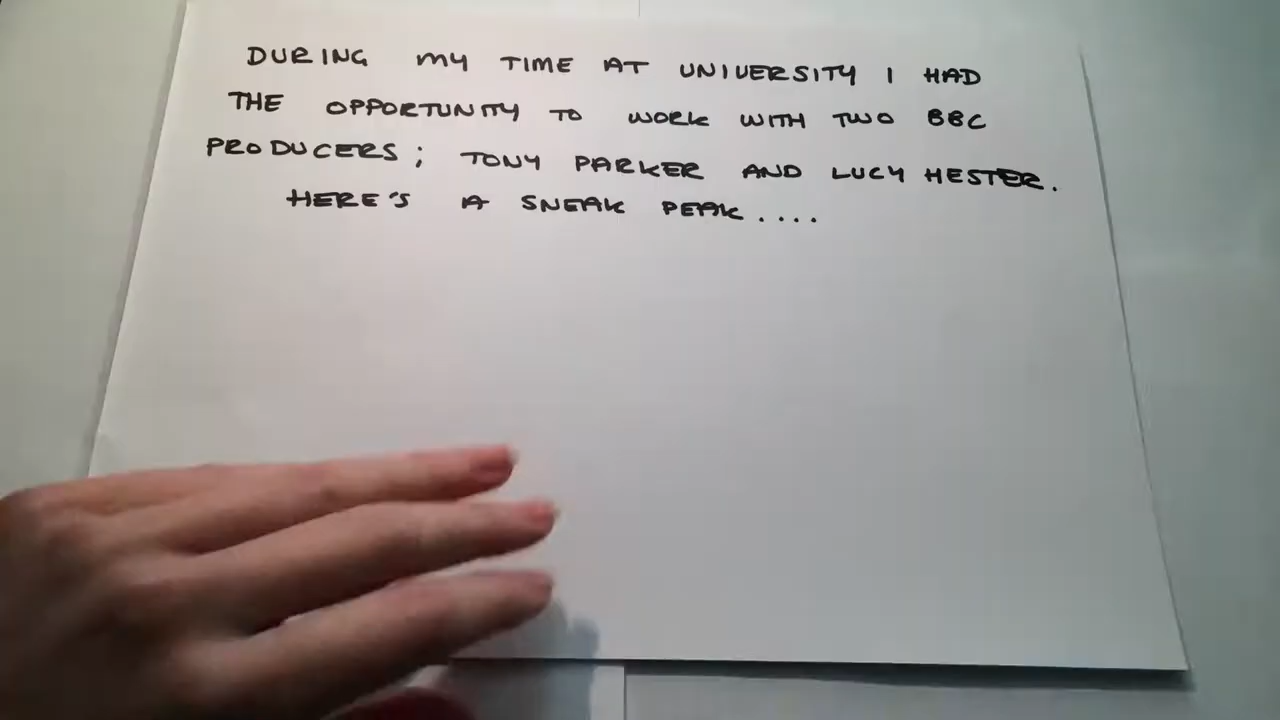 DURING MY TIME AT UNIVERSITY I HAD
THE OPPORTUNITY TO WORK WITH TWO BBC
PRODUCERS; TONY PARKER AND LUCY HESTER.
HERE'S A SNEAK PEAK....